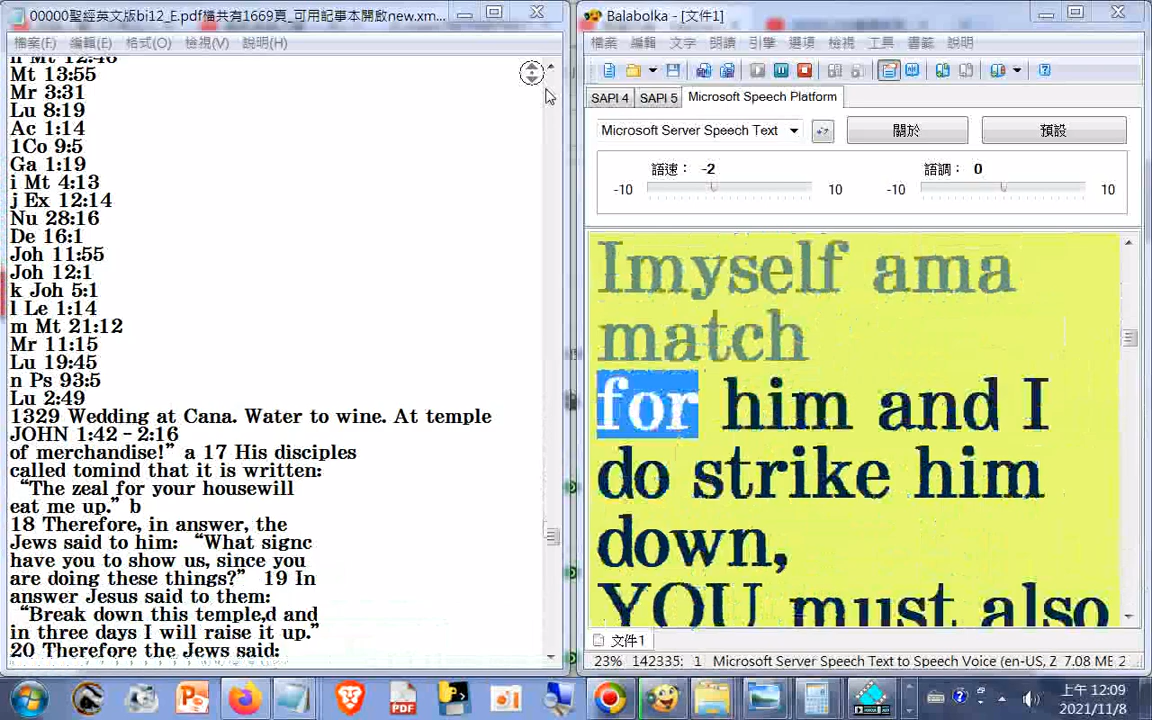 00000聖經英文版bi12_E.pdf檔共有1669頁_可用記事本開啟new.xm...
檔案(F) 編輯(E) 格式(O) 檢視(V) 說明(H)
n Mt 12:46
Mt 13:55
Mr 3:31
Lu 8:19
Ac 1:14
1Co 9:5
Ga 1:19
i Mt 4:13
j Ex 12:14
Nu 28:16
De 16:1
Joh 11:55
Joh 12:1
k Joh 5:1
l Le 1:14
m Mt 21:12
Mr 11:15
Lu 19:45
n Ps 93:5
Lu 2:49
1329 Wedding at Cana. Water to wine. At temple
JOHN 1:42–2:16
of merchandise!” a 17 His disciples
called tomind that it is written:
“The zeal for your housewill
eat me up.” b
18 Therefore, in answer, the
Jews said to him: “What signc
have you to show us, since you
are doing these things?” 19 In
answer Jesus said to them:
“Break down this temple,d and
in three days I will raise it up.”
20 Therefore the Jews said:
Balabolka - [文件1]
檔案 編輯 文字 朗讀 引擎 選項 檢視 工具 書籤 說明
SAPI 4 SAPI 5 Microsoft Speech Platform
Microsoft Server Speech Text 關於 預設
語速： -2 語調： 0
-10 10 -10 10
Imyself ama
match
for him and I
do strike him
down,
YOU must also
文件1
23% 142335: 1 Microsoft Server Speech Text to Speech Voice (en-US, Z 7.08 ME 2
PDF
上午 12:09
2021/11/8